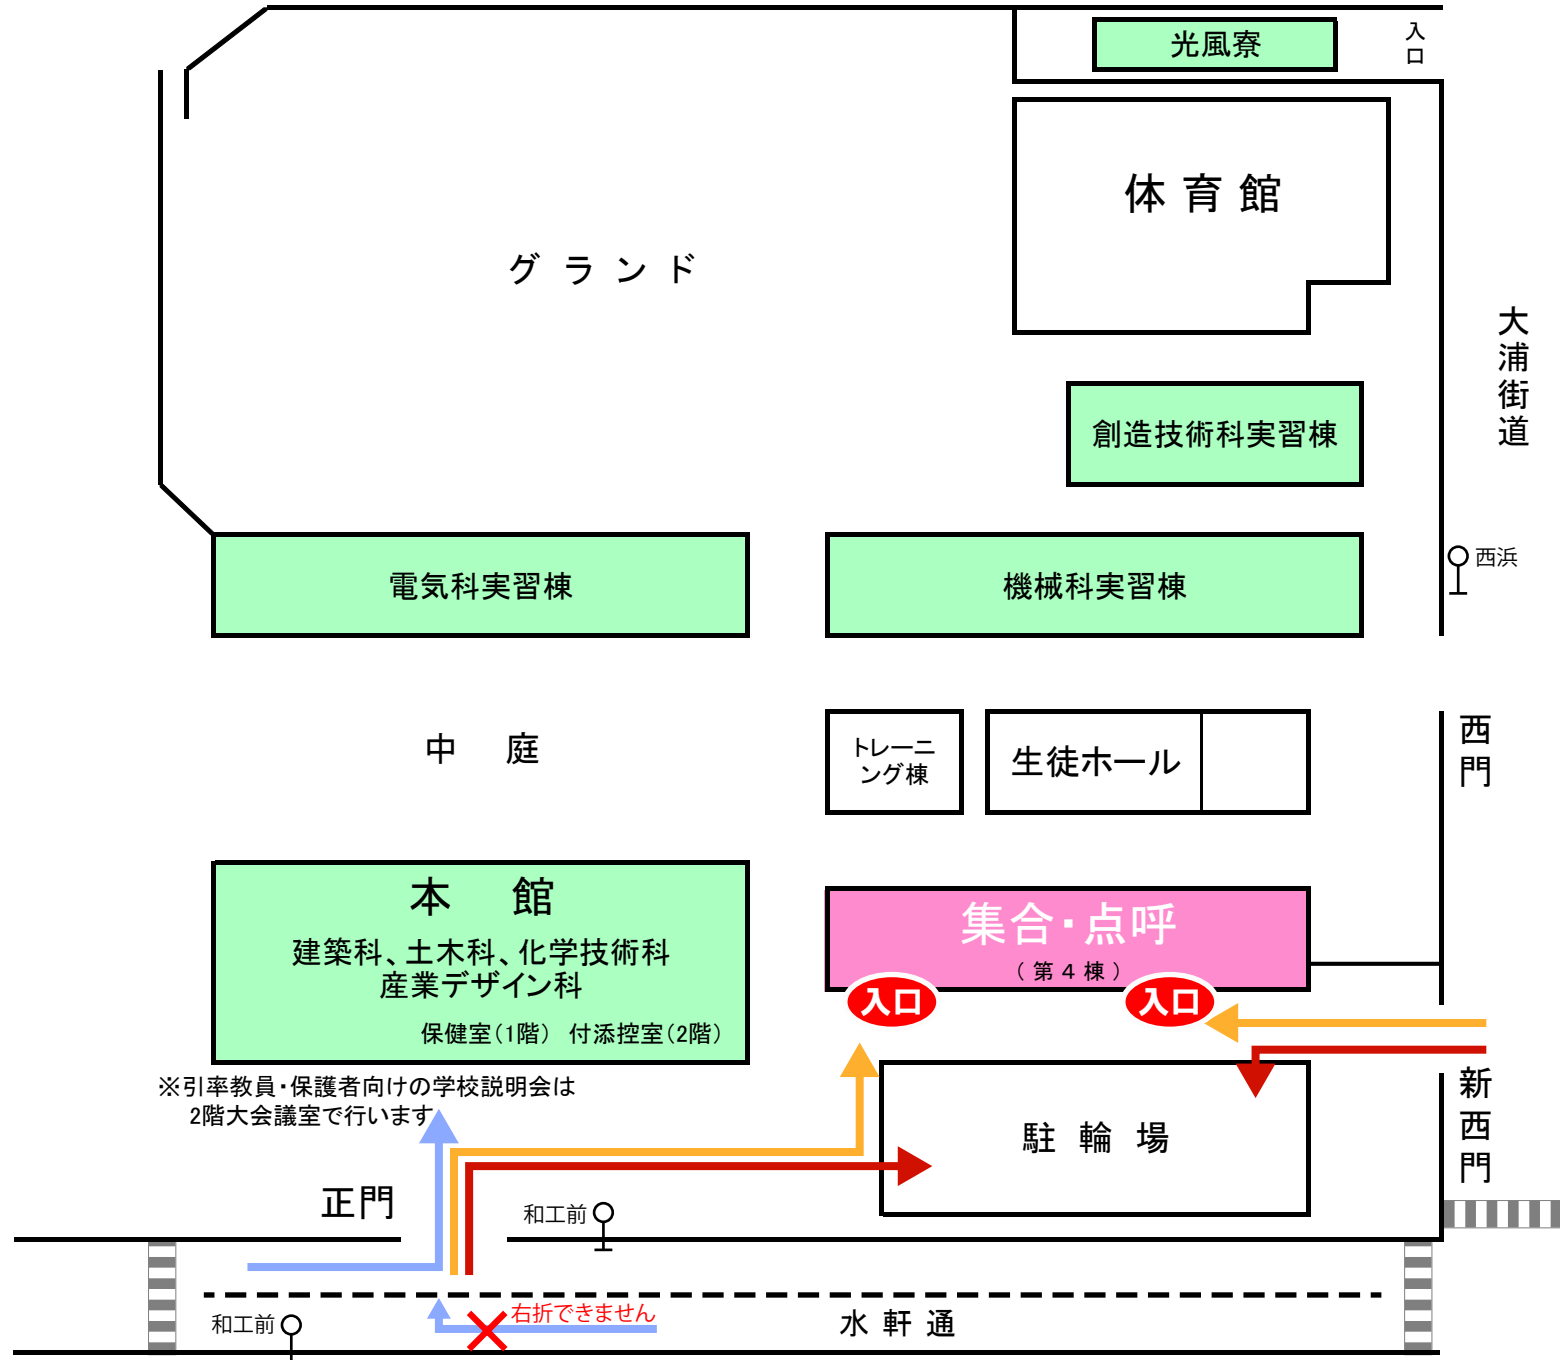 光風寮
入口
体育館
グランド
大浦街道
創造技術科実習棟
西浜
電気科実習棟
機械科実習棟
西門
中庭
トレーニ
ング棟
生徒ホール
本館
建築科、土木科、化学技術科
産業デザイン科
保健室(1階) 付添控室(2階)
集合・点呼
(第4棟)
入口
入口
※引率教員・保護者向けの学校説明会は
2階大会議室で行います
新西門
駐輪場
正門
和工前
右折できません
和工前
水軒通